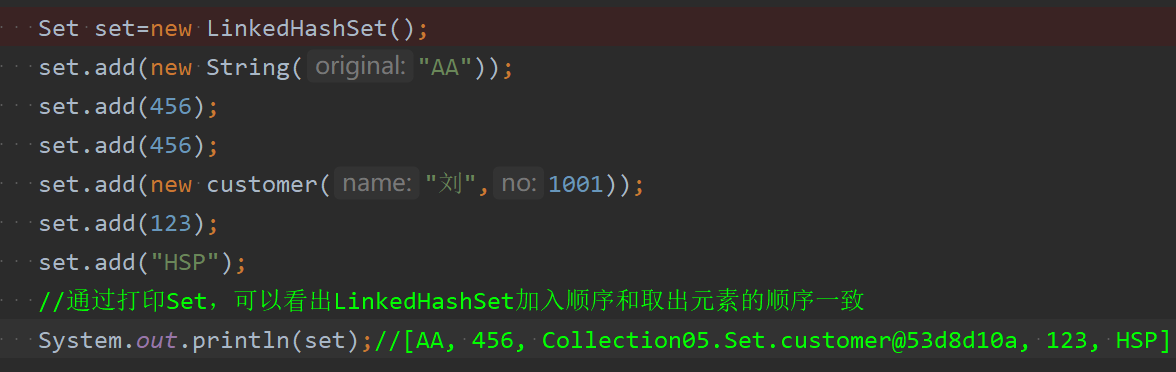 Set set=new LinkedHashSet();
set.add(new String( original: "AA"));
set.add(456);
set.add(456);
set.add(new customer( name: "刘", no: 1001));
set.add(123);
set.add("HSP");
//通过打印Set，可以看出LinkedHashSet加入顺序和取出元素的顺序一致
System.out.println(set);//[AA, 456, Collection05.Set.customer@53d8d10a, 123, HSP]